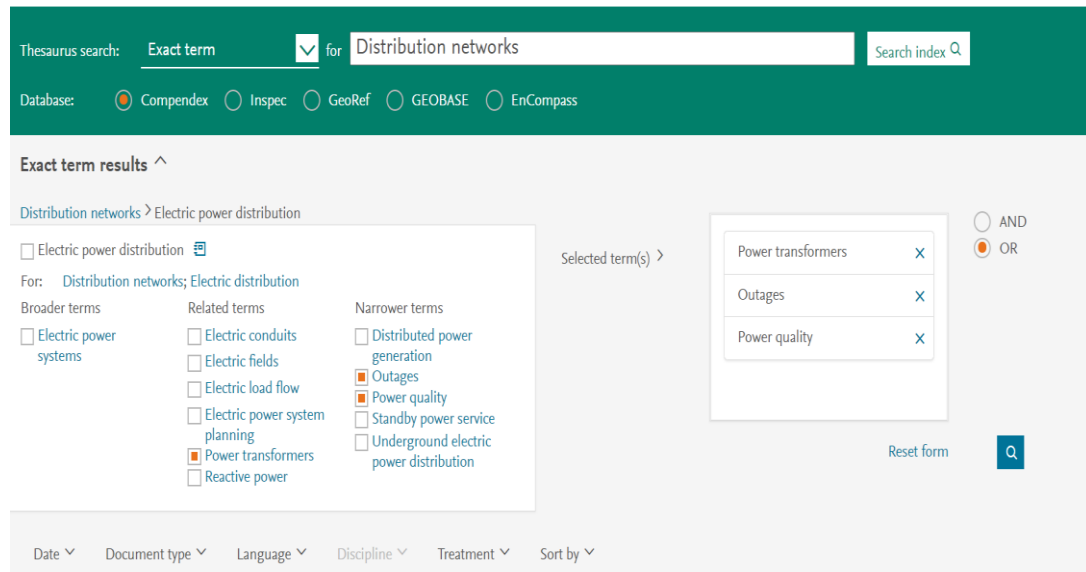 Thesaurus search: Exact term for Distribution networks Search index
Database: Compendex Inspec GeoRef GEOBASE EnCompass
Exact term results
Distribution networks > Electric power distribution
Electric power distribution
For: Distribution networks; Electric distribution
Broader terms
Electric power
systems
Related terms
Electric conduits
Electric fields
Electric load flow
Electric power system
planning
Power transformers
Reactive power
Narrower terms
Distributed power
generation
Outages
Power quality
Standby power service
Underground electric
power distribution
Selected term(s) >
Power transformers X
Outages X
Power quality X
AND
OR
Reset form
Date Document type Language Discipline Treatment Sort by